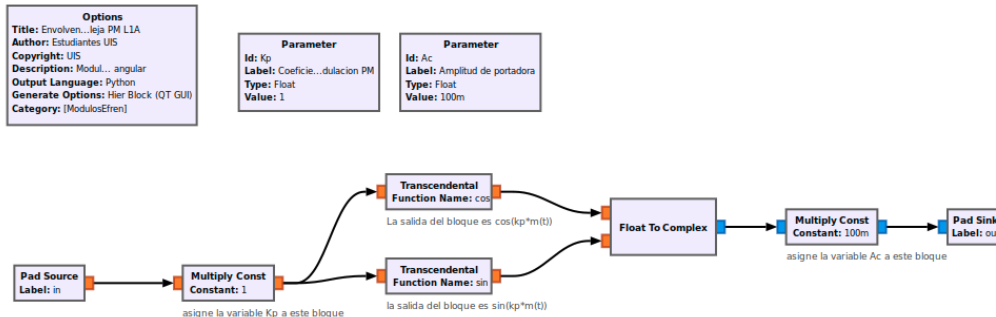 Options
Title: Envolven...leja PM L1A
Author: Estudiantes UIS
Copyright: UIS
Description: Modul... angular
Output Language: Python
Generate Options: Hier Block (QT GUI)
Category: [ModulosEfren]
Parameter
Id: Kp
Label: Coeficie...dulacion PM
Type: Float
Value: 1
Parameter
Id: Ac
Label: Amplitud de portadora
Type: Float
Value: 100m
Transcendental
Function Name: cos
La salida del bloque es cos(kp*m(t))
Float To Complex
Multiply Const
Constant: 100m
asigne la variable Ac a este bloque
Pad Sink
Label: ou
Pad Source
Label: in
Multiply Const
Constant: 1
asigne la variable Kp a este bloque
Transcendental
Function Name: sin
la salida del bloque es sin(kp*m(t))